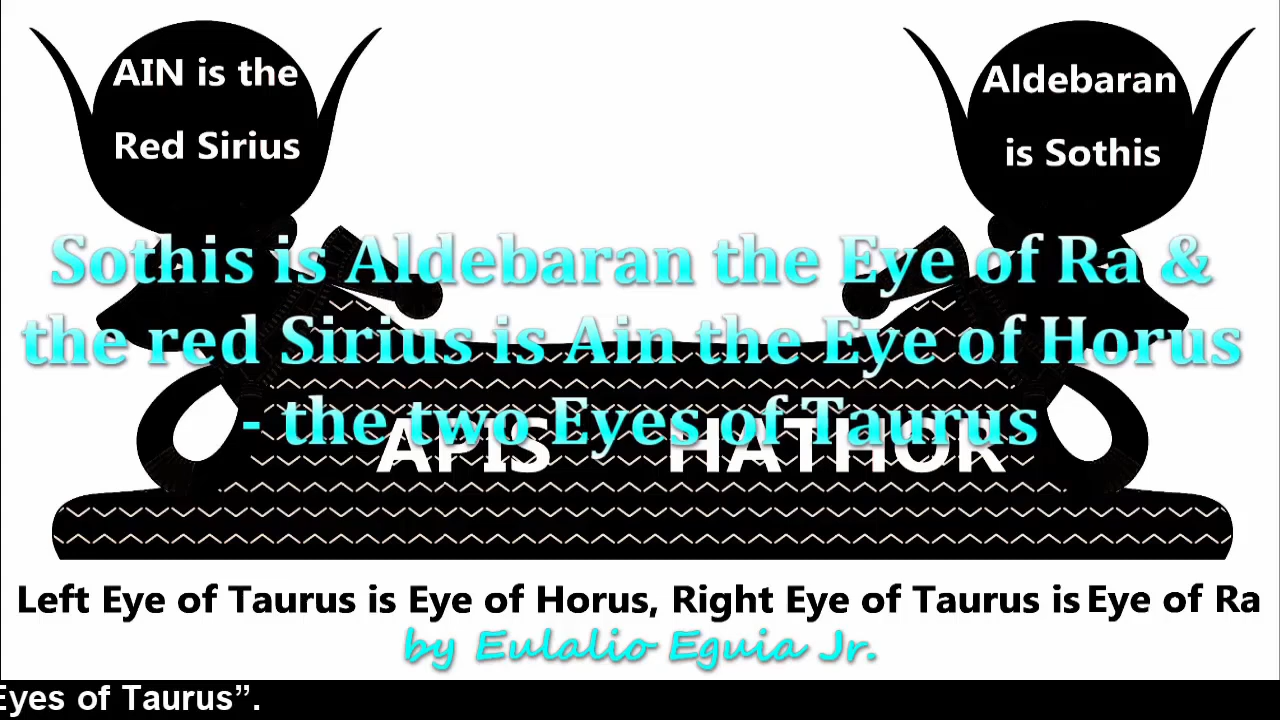 AIN is the
Red Sirius
Aldebaran
is Sothis
Sothis is Aldebaran the Eye of Ra &
the red Sirius is Ain the Eye of Horus
- the two Eyes of Taurus
APIS HATHOR
Left Eye of Taurus is Eye of Horus, Right Eye of Taurus is Eye of Ra
by Eulalio Eguia Jr.
Eyes of Taurus”.